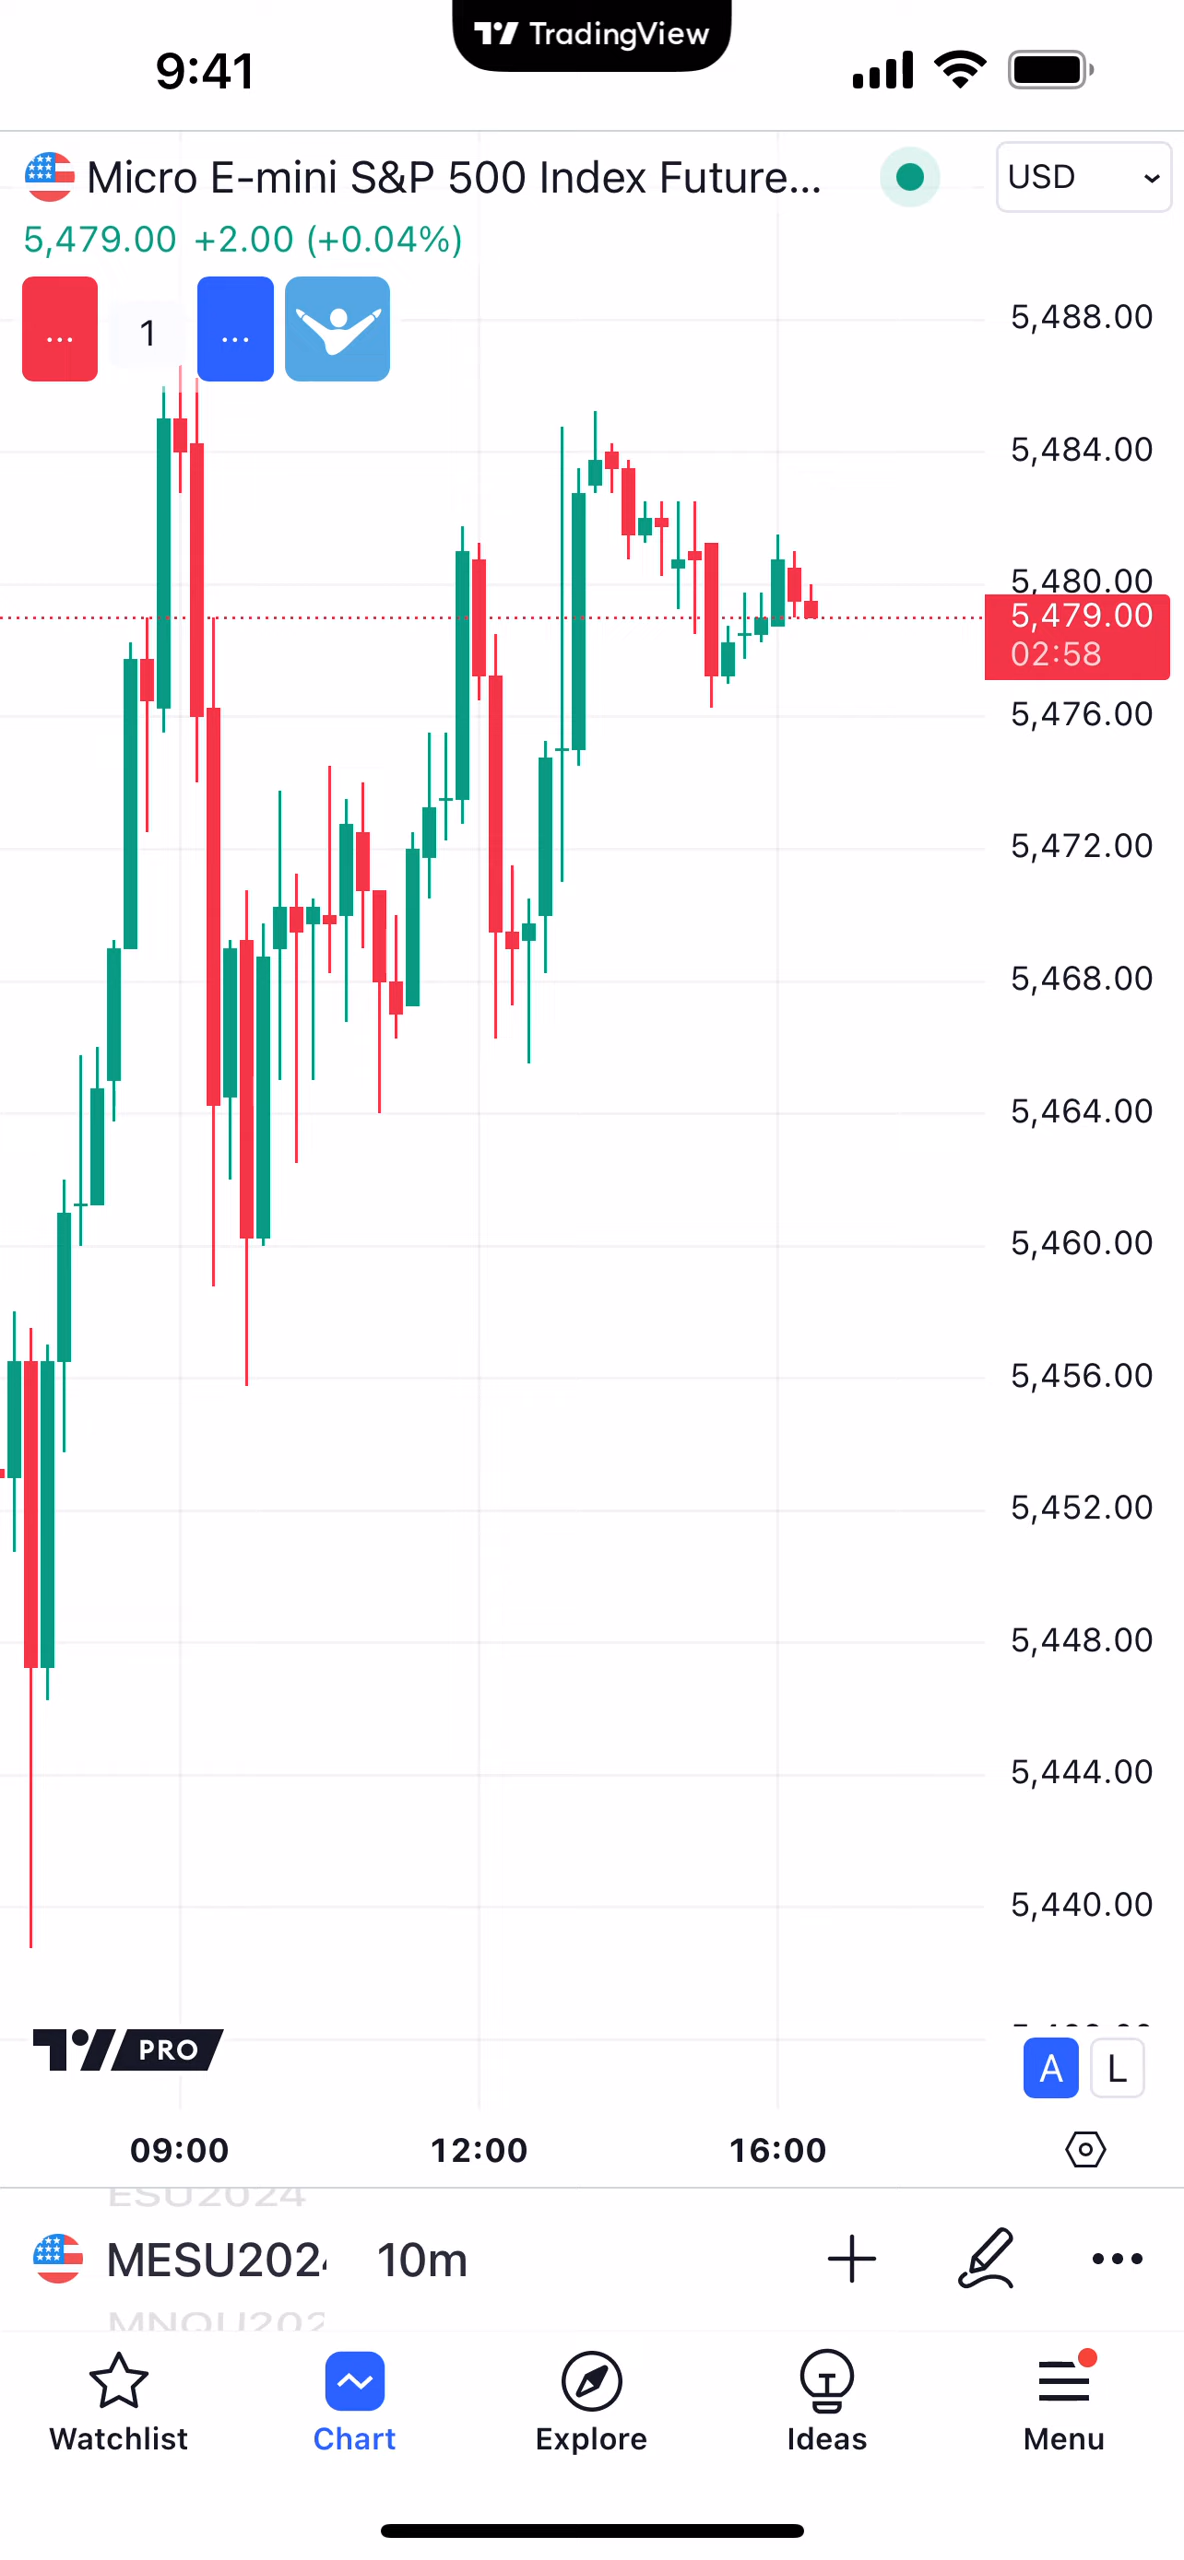 9:41
TradingView
Micro E-mini S&P 500 Index Future...
USD
5,479.00 +2.00 (+0.04%)
...
1
...
5,488.00
5,484.00
5,480.00
5,479.00
02:58
5,476.00
5,472.00
5,468.00
5,464.00
5,460.00
5,456.00
5,452.00
5,448.00
5,444.00
5,440.00
PRO
A
L
09:00 12:00 16:00
ESU2024
MESU202
10m
MNQU202
Watchlist
Chart
Explore
Ideas
Menu